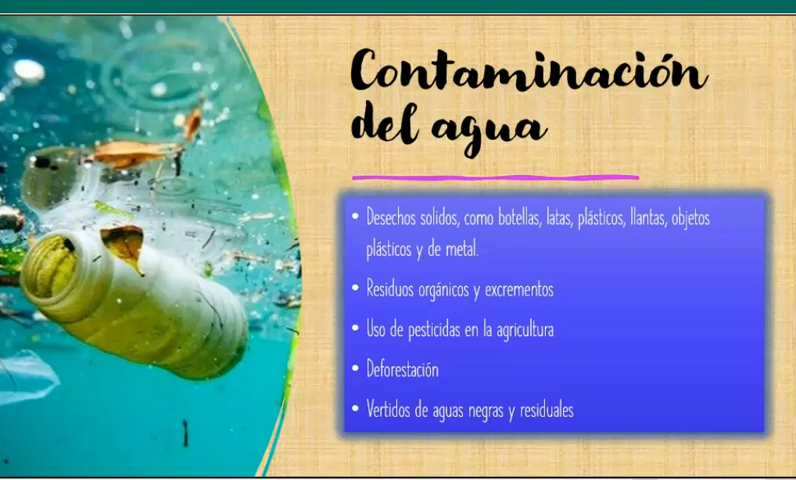 Contaminación
del agua
• Desechos solidos, como botellas, latas, plásticos, llantas, objetos
plásticos y de metal.
• Residuos orgánicos y excrementos
• Uso de pesticidas en la agricultura
• Deforestación
• Vertidos de aguas negras y residuales